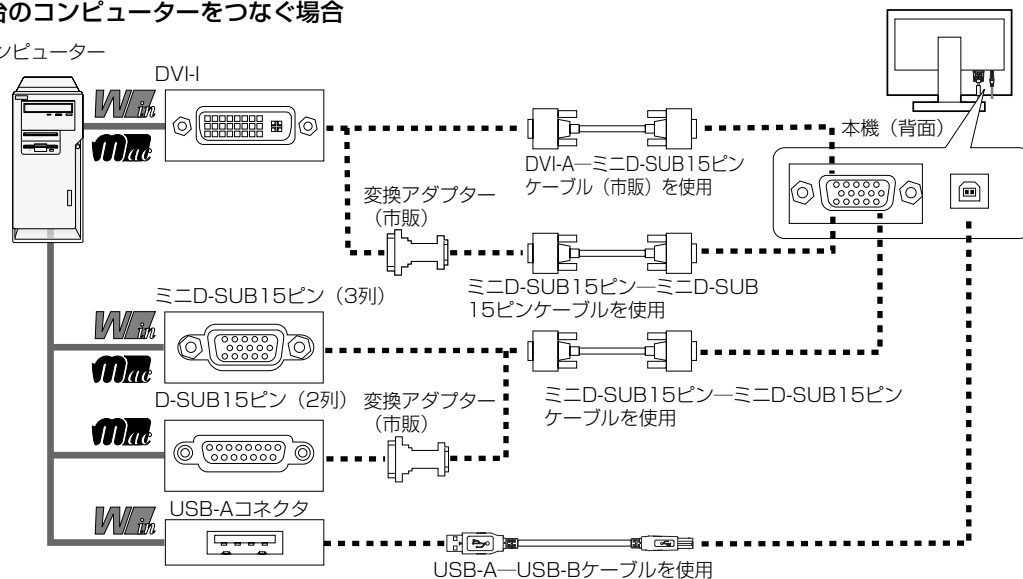 台のコンピューターをつなぐ場合
ンピューター
DVI-I
Win
Mac
本機（背面）
DVI-A―ミニD-SUB15ピン
ケーブル（市販）を使用
変換アダプター
（市販）
ミニD-SUB15ピン―ミニD-SUB
15ピンケーブルを使用
ミニD-SUB15ピン（3列）
Win
Mac
ミニD-SUB15ピン―ミニD-SUB15ピン
ケーブルを使用
D-SUB15ピン（2列）
変換アダプター
（市販）
Mac
USB-Aコネクタ
Win
USB-A―USB-Bケーブルを使用